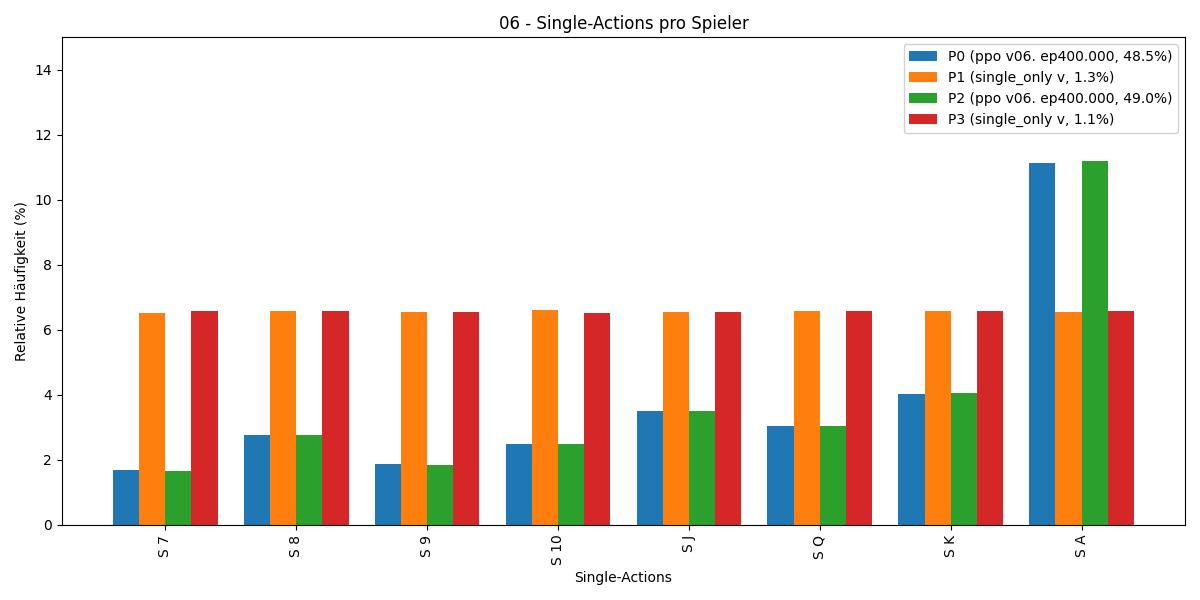 06 - Single-Actions pro Spieler
P0 (ppo v06. ep400.000, 48.5%)
P1 (single_only v, 1.3%)
P2 (ppo v06. ep400.000, 49.0%)
P3 (single_only v, 1.1%)
Relative Häufigkeit (%)
14
12
10
8
6
4
2
0
S 7
S 8
S 9
S 10
S J
S Q
S K
S A
Single-Actions